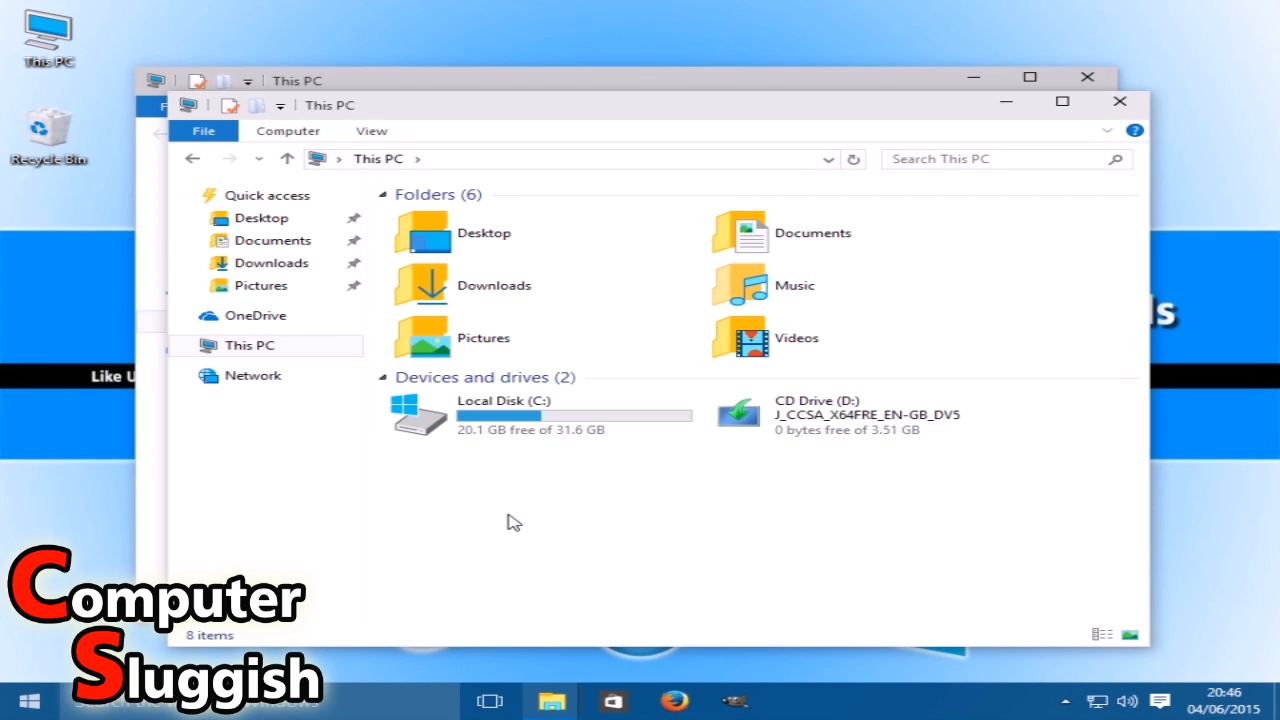 This PC
Recycle Bin
This PC
This PC
File
Computer
View
This PC
Search This PC
Quick access
Desktop
Documents
Downloads
Pictures
OneDrive
This PC
Network
Folders (6)
Desktop
Documents
Downloads
Music
Pictures
Videos
Devices and drives (2)
Local Disk (C:)
20.1 GB free of 31.6 GB
CD Drive (D:)
J_CCSA_X64FRE_EN-GB_DV5
0 bytes free of 3.51 GB
8 items
Like U
ls
Computer
Sluggish
20:46
04/06/2015